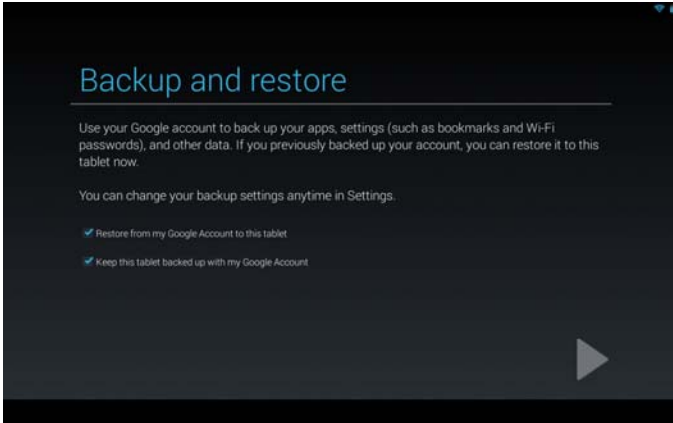 Backup and restore
Use your Google account to back up your apps, settings (such as bookmarks and Wi-Fi
passwords), and other data. If you previously backed up your account, you can restore it to this
tablet now.
You can change your backup settings anytime in Settings.
Restore from my Google Account to this tablet
Keep this tablet backed up with my Google Account